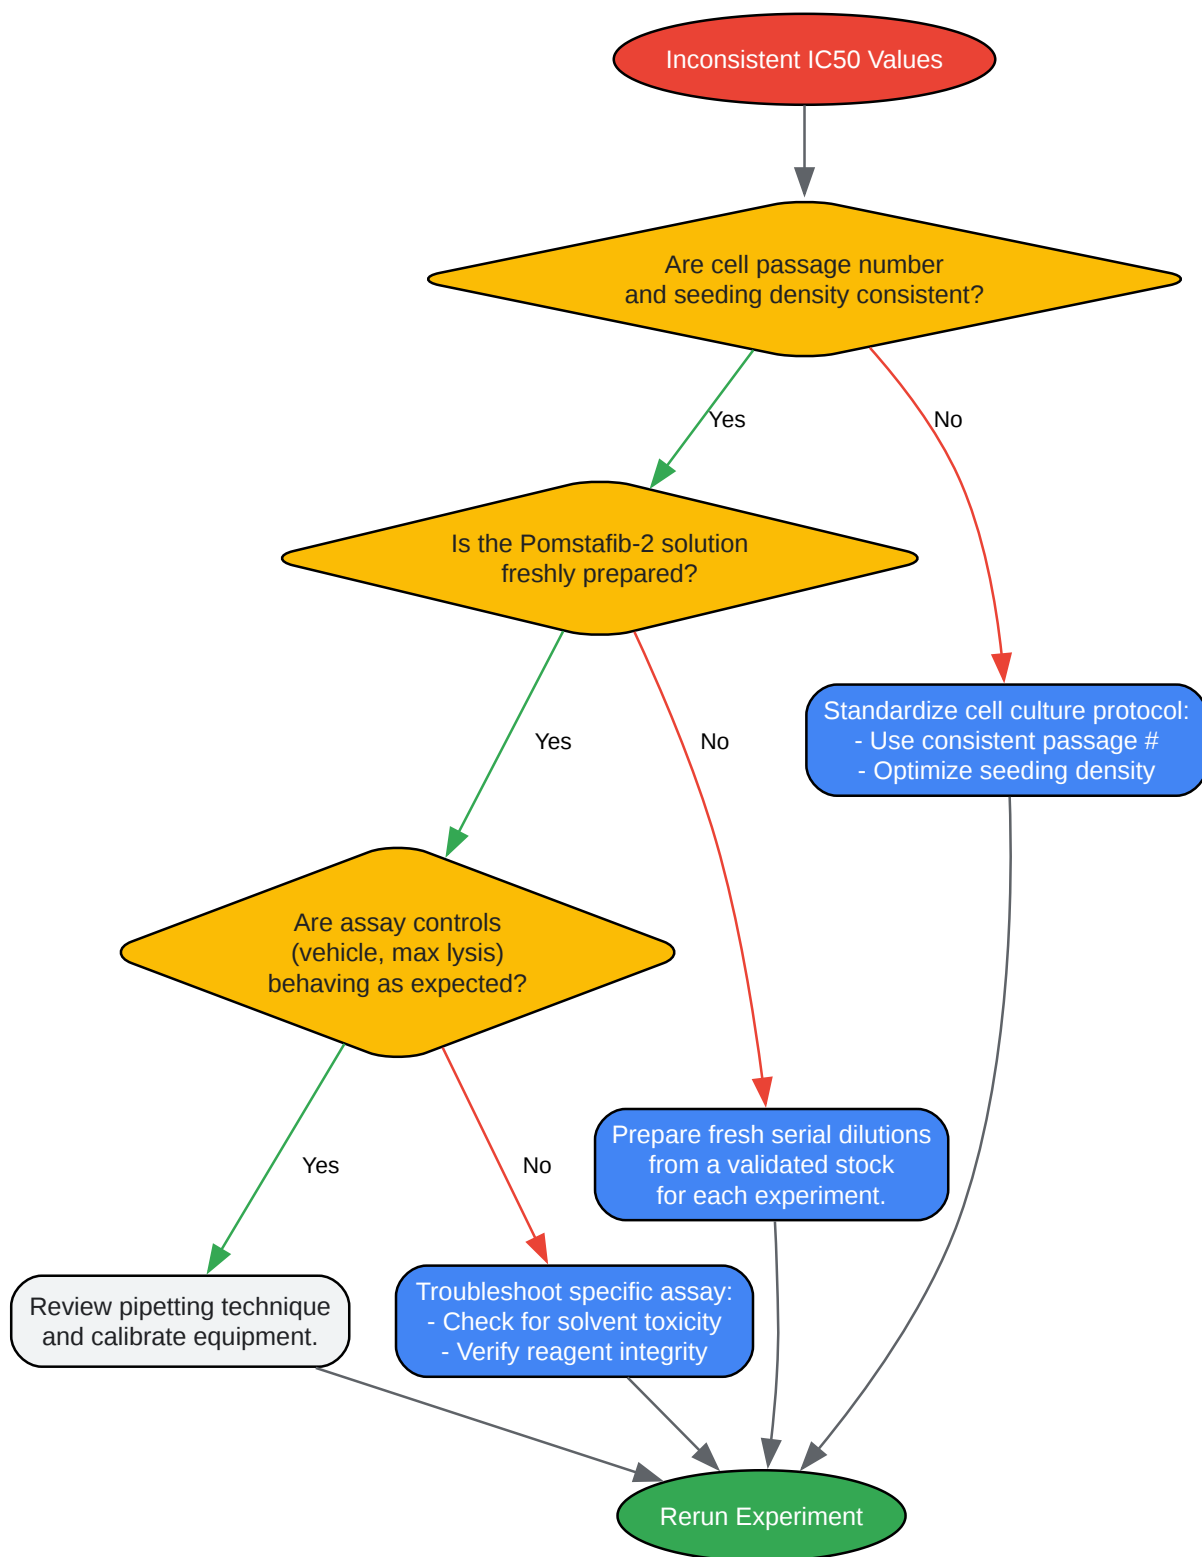 Inconsistent IC50 Values
Are cell passage number
and seeding density consistent?
Yes
No
Is the Pomstafib-2 solution
freshly prepared?
Yes
No
Standardize cell culture protocol:
- Use consistent passage #
- Optimize seeding density
Are assay controls
(vehicle, max lysis)
behaving as expected?
Yes
No
Prepare fresh serial dilutions
from a validated stock
for each experiment.
Review pipetting technique
and calibrate equipment.
Troubleshoot specific assay:
- Check for solvent toxicity
- Verify reagent integrity
Rerun Experiment